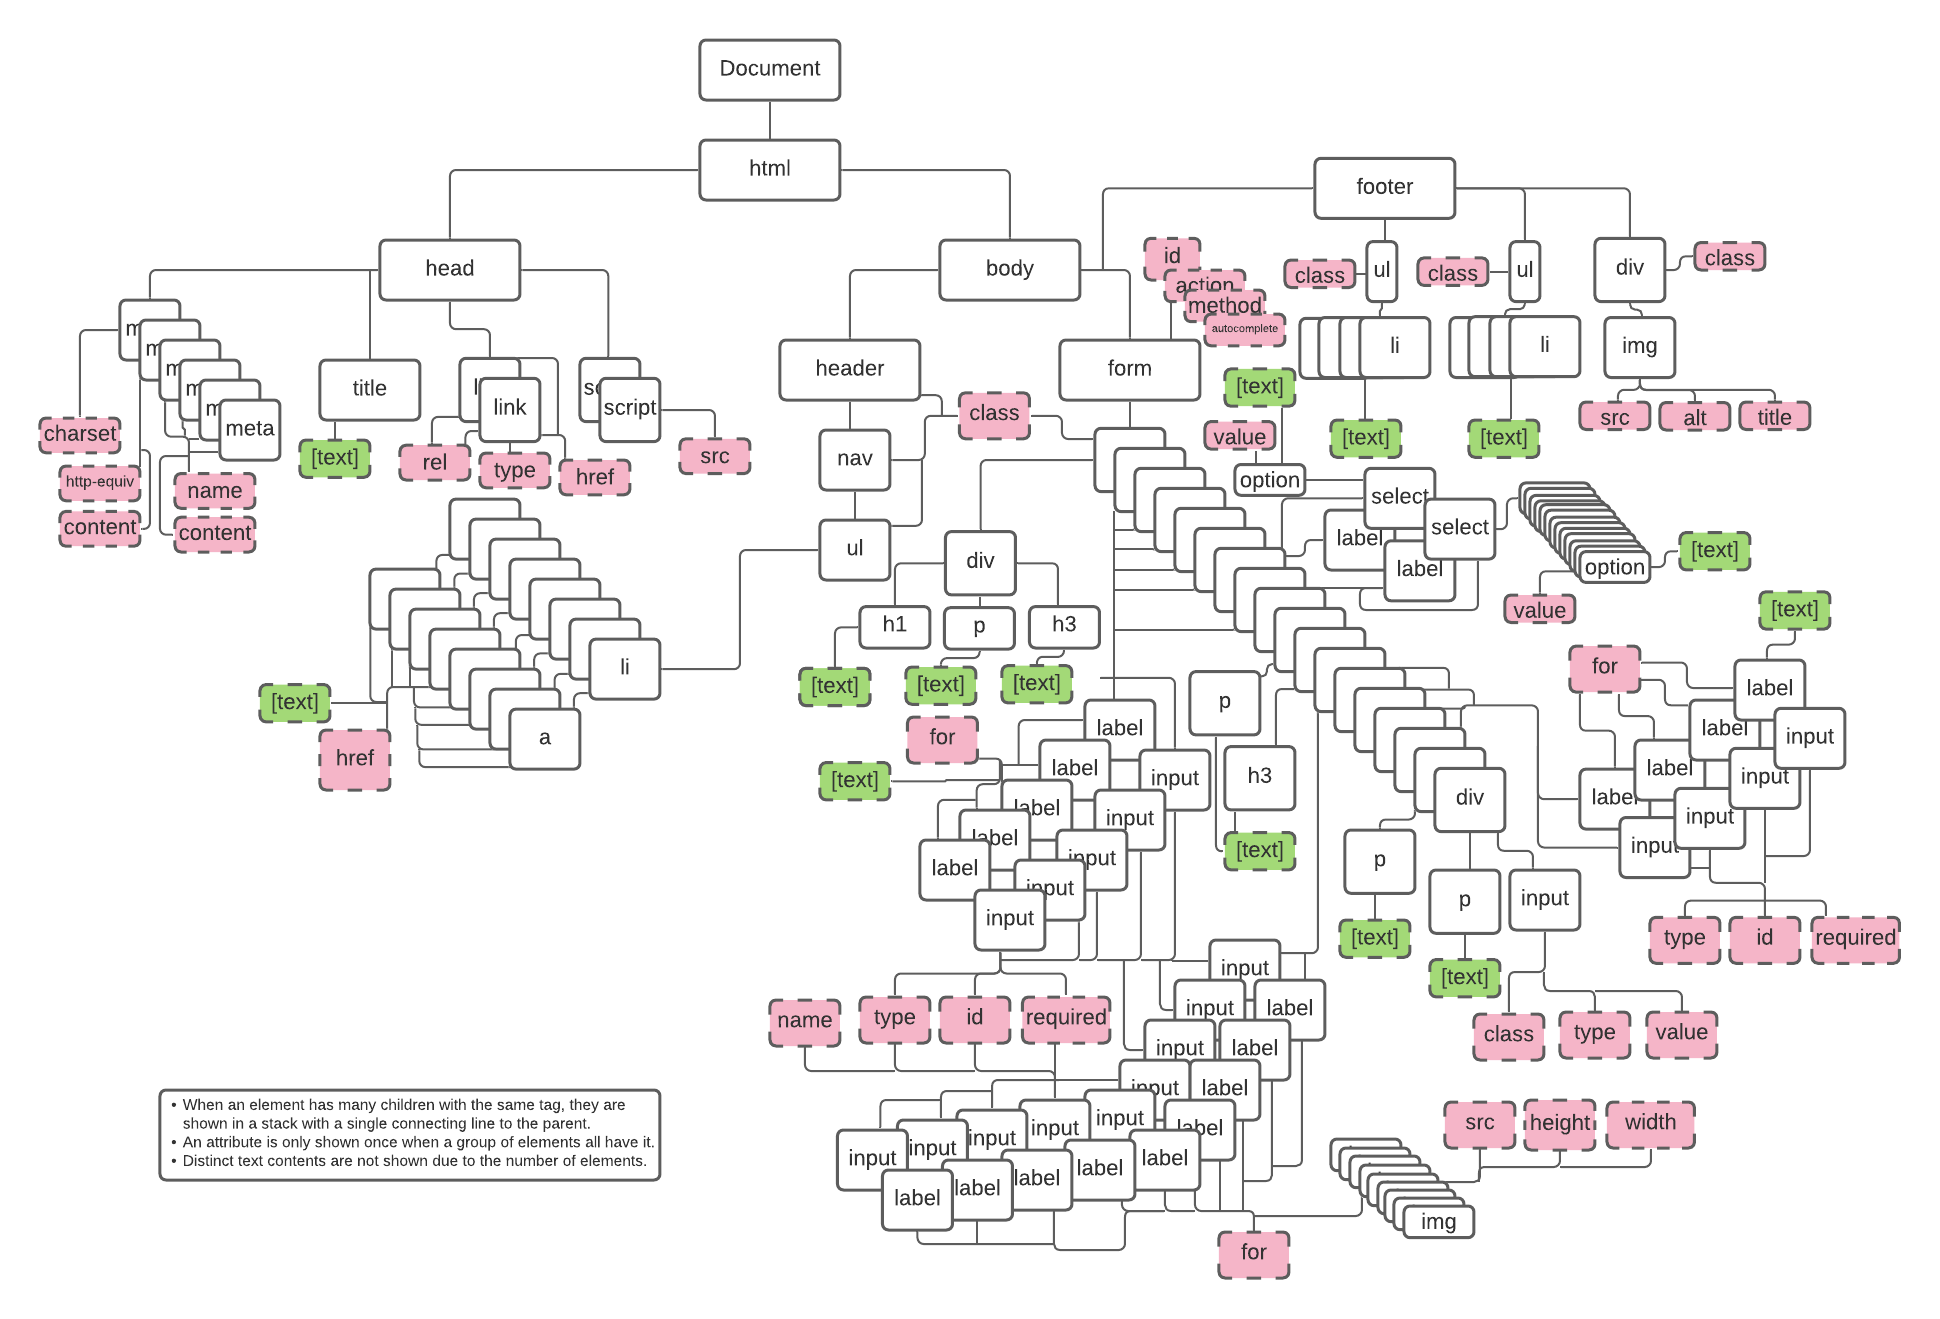 Document
html
footer
head
body
id
action
method
autocomplete
class
ul
class
ul
div
class
meta
title
link
script
header
form
li
li
img
charset
[text]
rel
type
href
src
http-equiv
name
content
content
nav
class
[text]
value
[text]
[text]
src
alt
title
option
select
select
label
label
option
[text]
value
ul
div
h1
p
h3
[text]
[text]
[text]
li
a
[text]
href
p
h3
[text]
for
[text]
label
label
label
label
label
input
input
input
input
input
[text]
for
label
label
label
label
input
input
input
input
div
p
p
input
[text]
[text]
type
id
required
class
type
value
name
type
id
required
input
input
label
input
label
input
label
input
label
input
label
input
label
input
label
input
label
label
src
height
width
img
for
• When an element has many children with the same tag, they are
shown in a stack with a single connecting line to the parent.
• An attribute is only shown once when a group of elements all have it.
• Distinct text contents are not shown due to the number of elements.